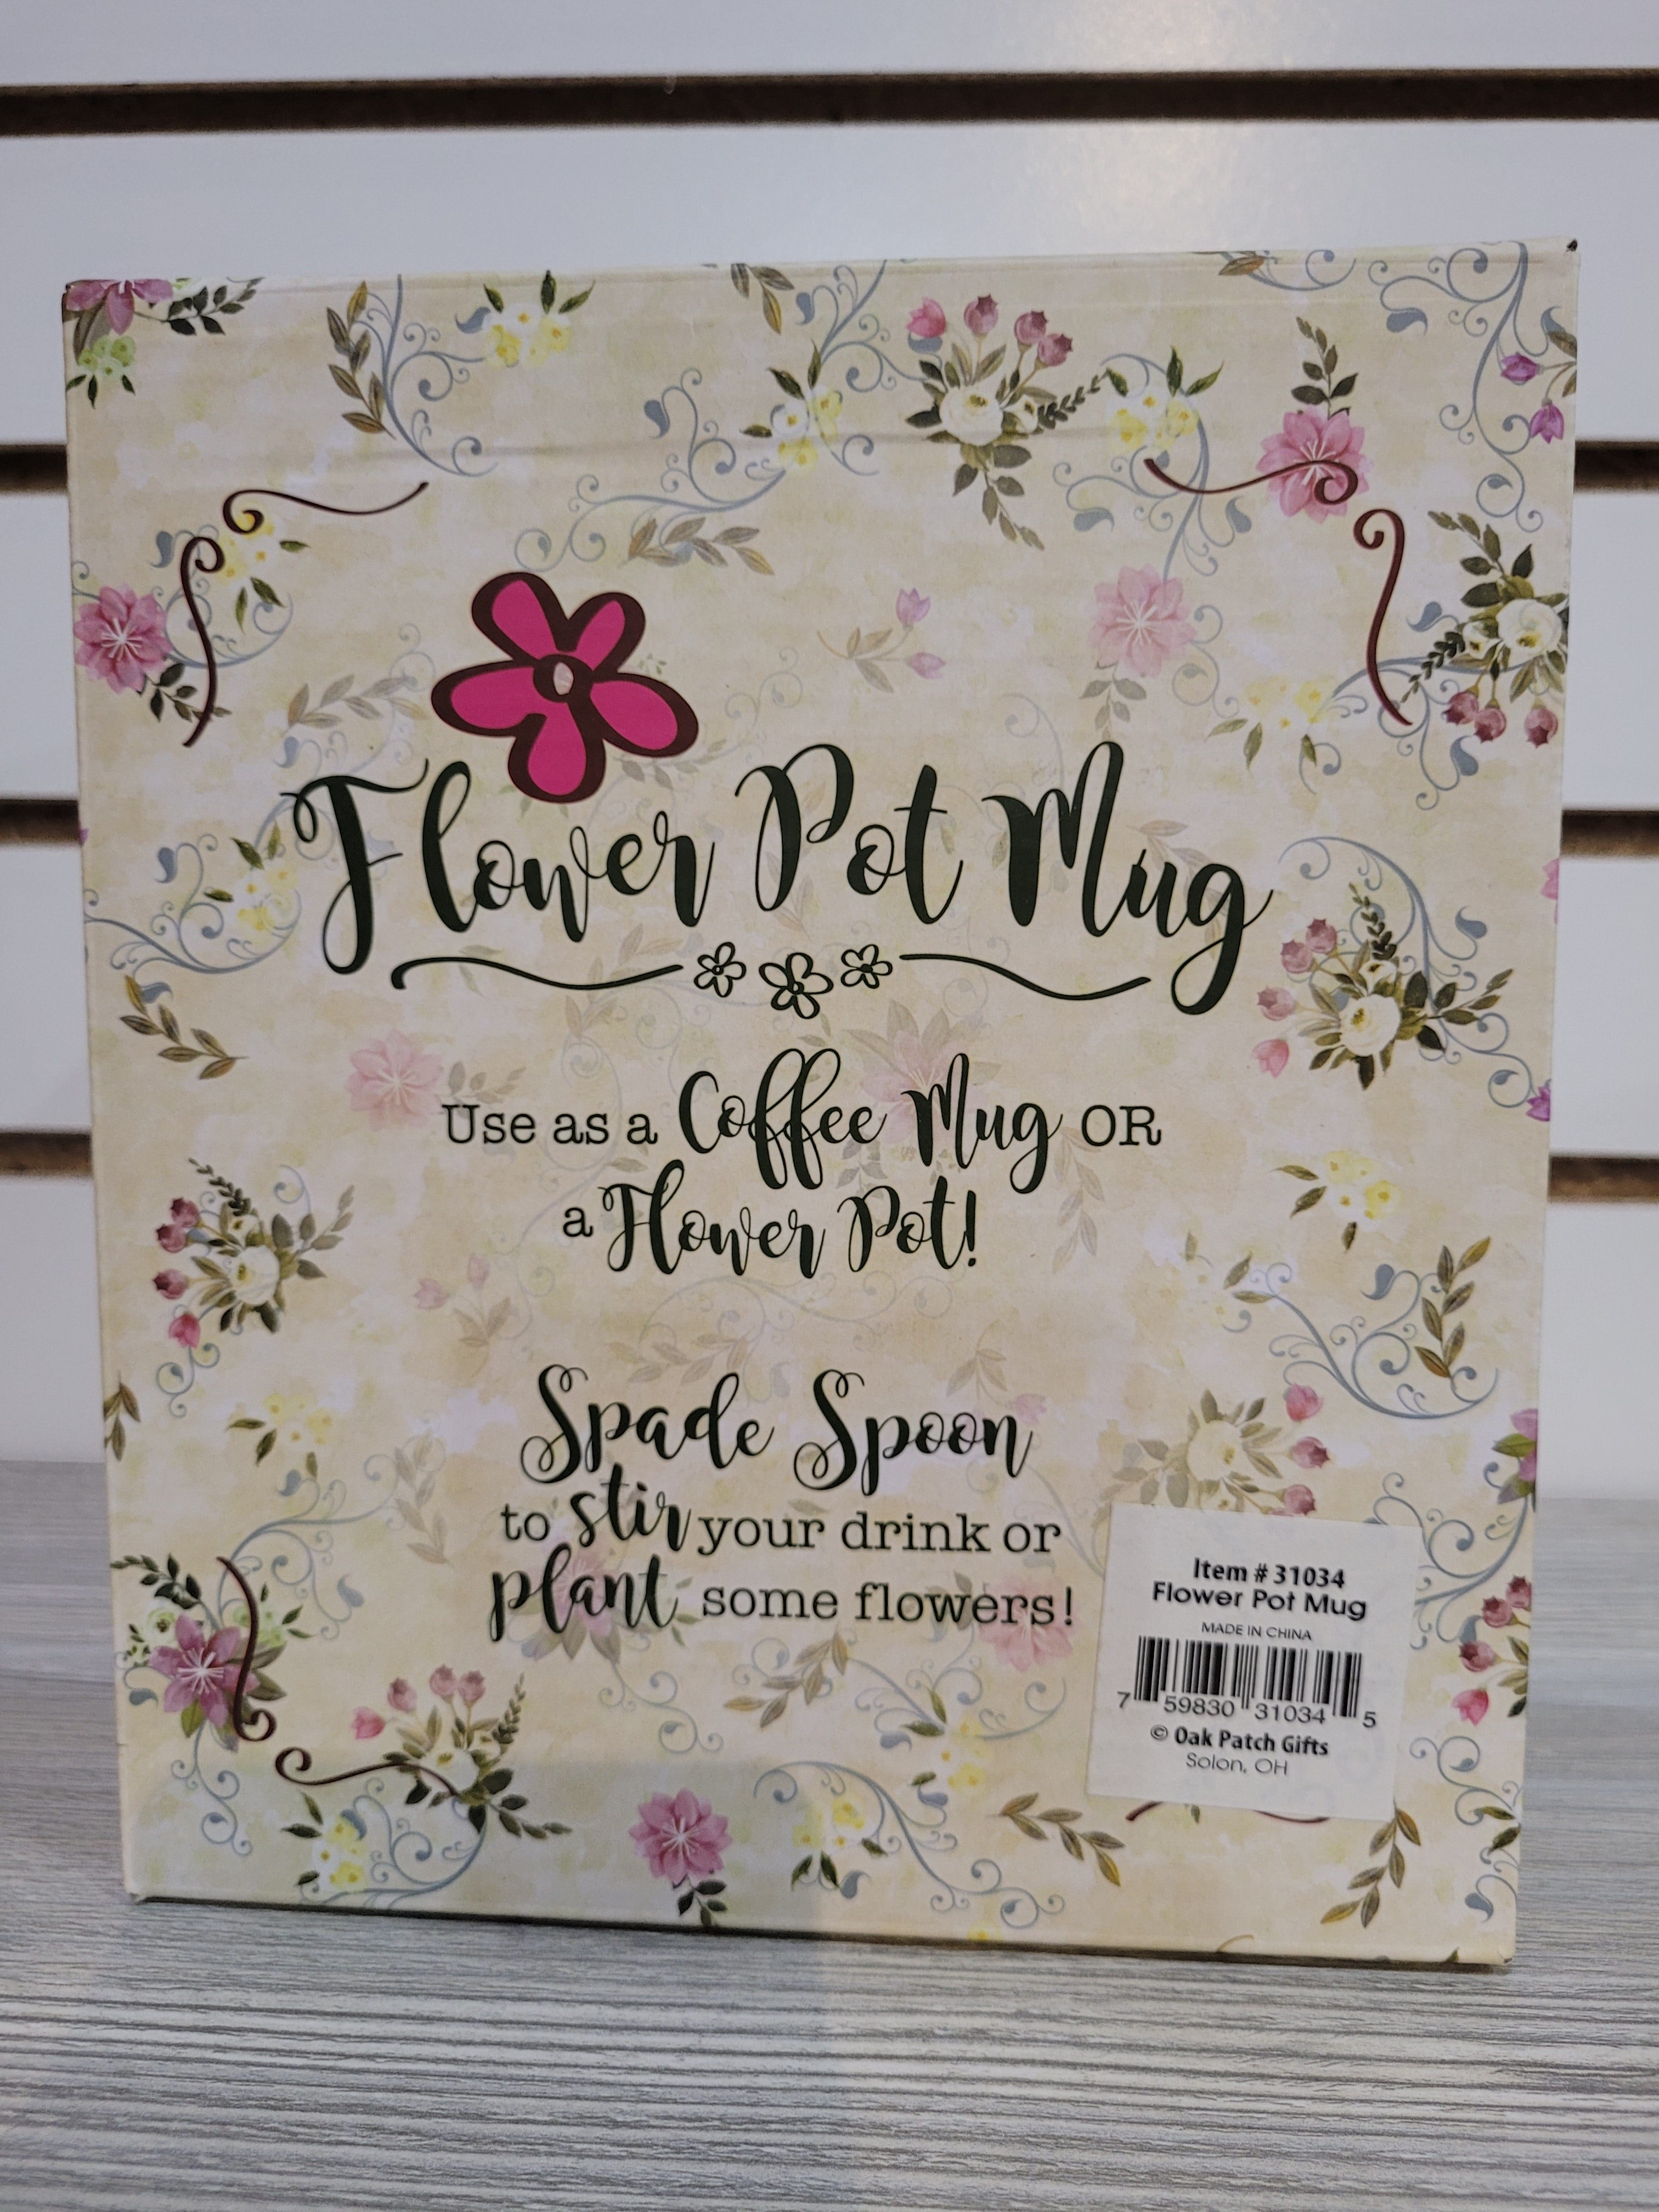 Flower Pot Mug
Use as a Coffee Mug OR
a Flower Pot!
Spade Spoon
to stir your drink or
plant some flowers!
Item # 31034
Flower Pot Mug
MADE IN CHINA
7 59830 31034 5
© Oak Patch Gifts
Solon, OH